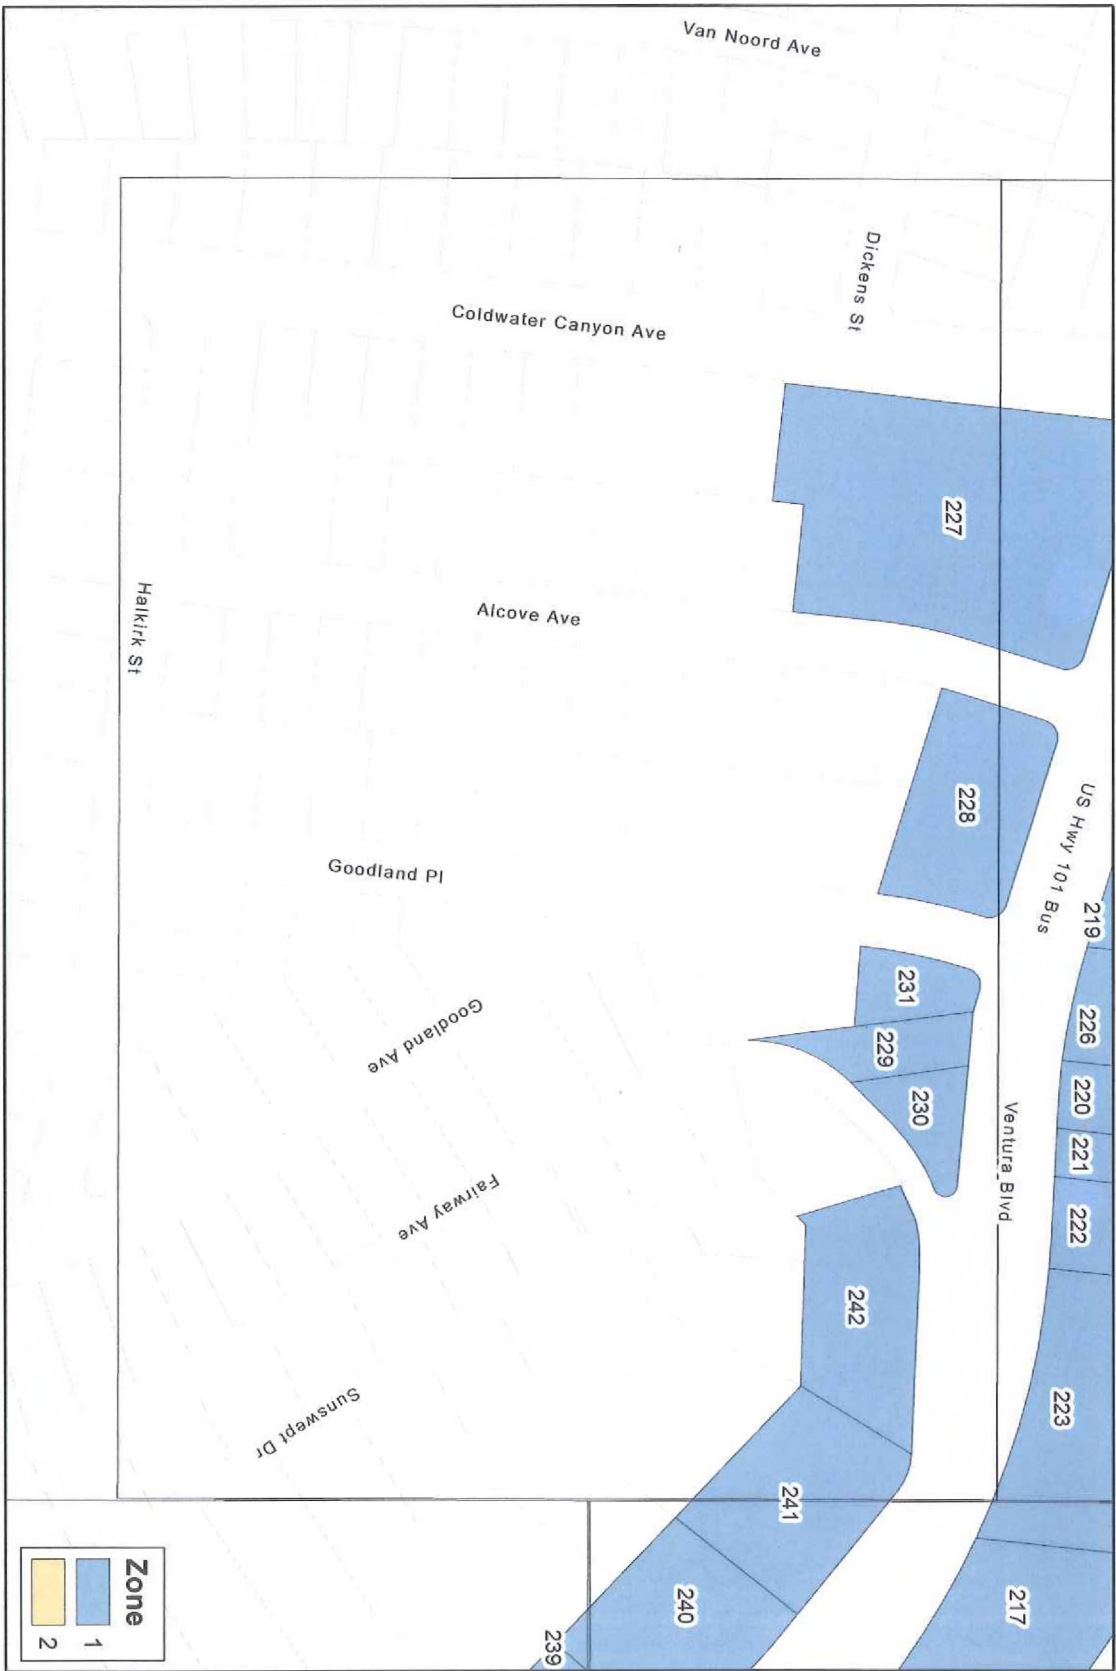 Van Noord Ave
Dickens St
Coldwater Canyon Ave
227
Halkirk St
Alcove Ave
228
US Hwy 101 Bus
219
Goodland Pl
231
226
Goodland Ave
229
220
230
221
Ventura Blvd
Fairway Ave
222
242
223
Sunswept Dr
241
217
240
239
Zone
1
2